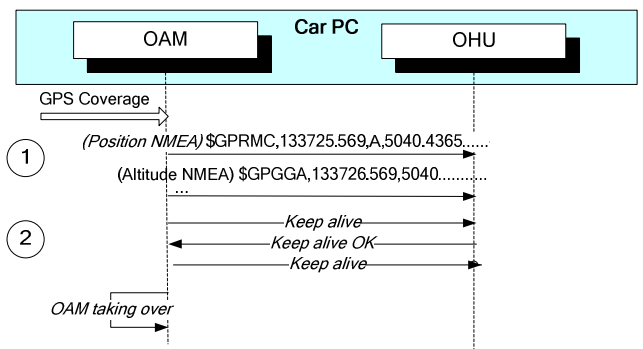 Car PC
OAM
OHU
GPS Coverage
1
(Position NMEA) $GPRMC,133725.569,A,5040.4365......
(Altitude NMEA) $GPGGA,133726.569,5040...........
...
Keep alive
2
Keep alive OK
Keep alive
OAM taking over